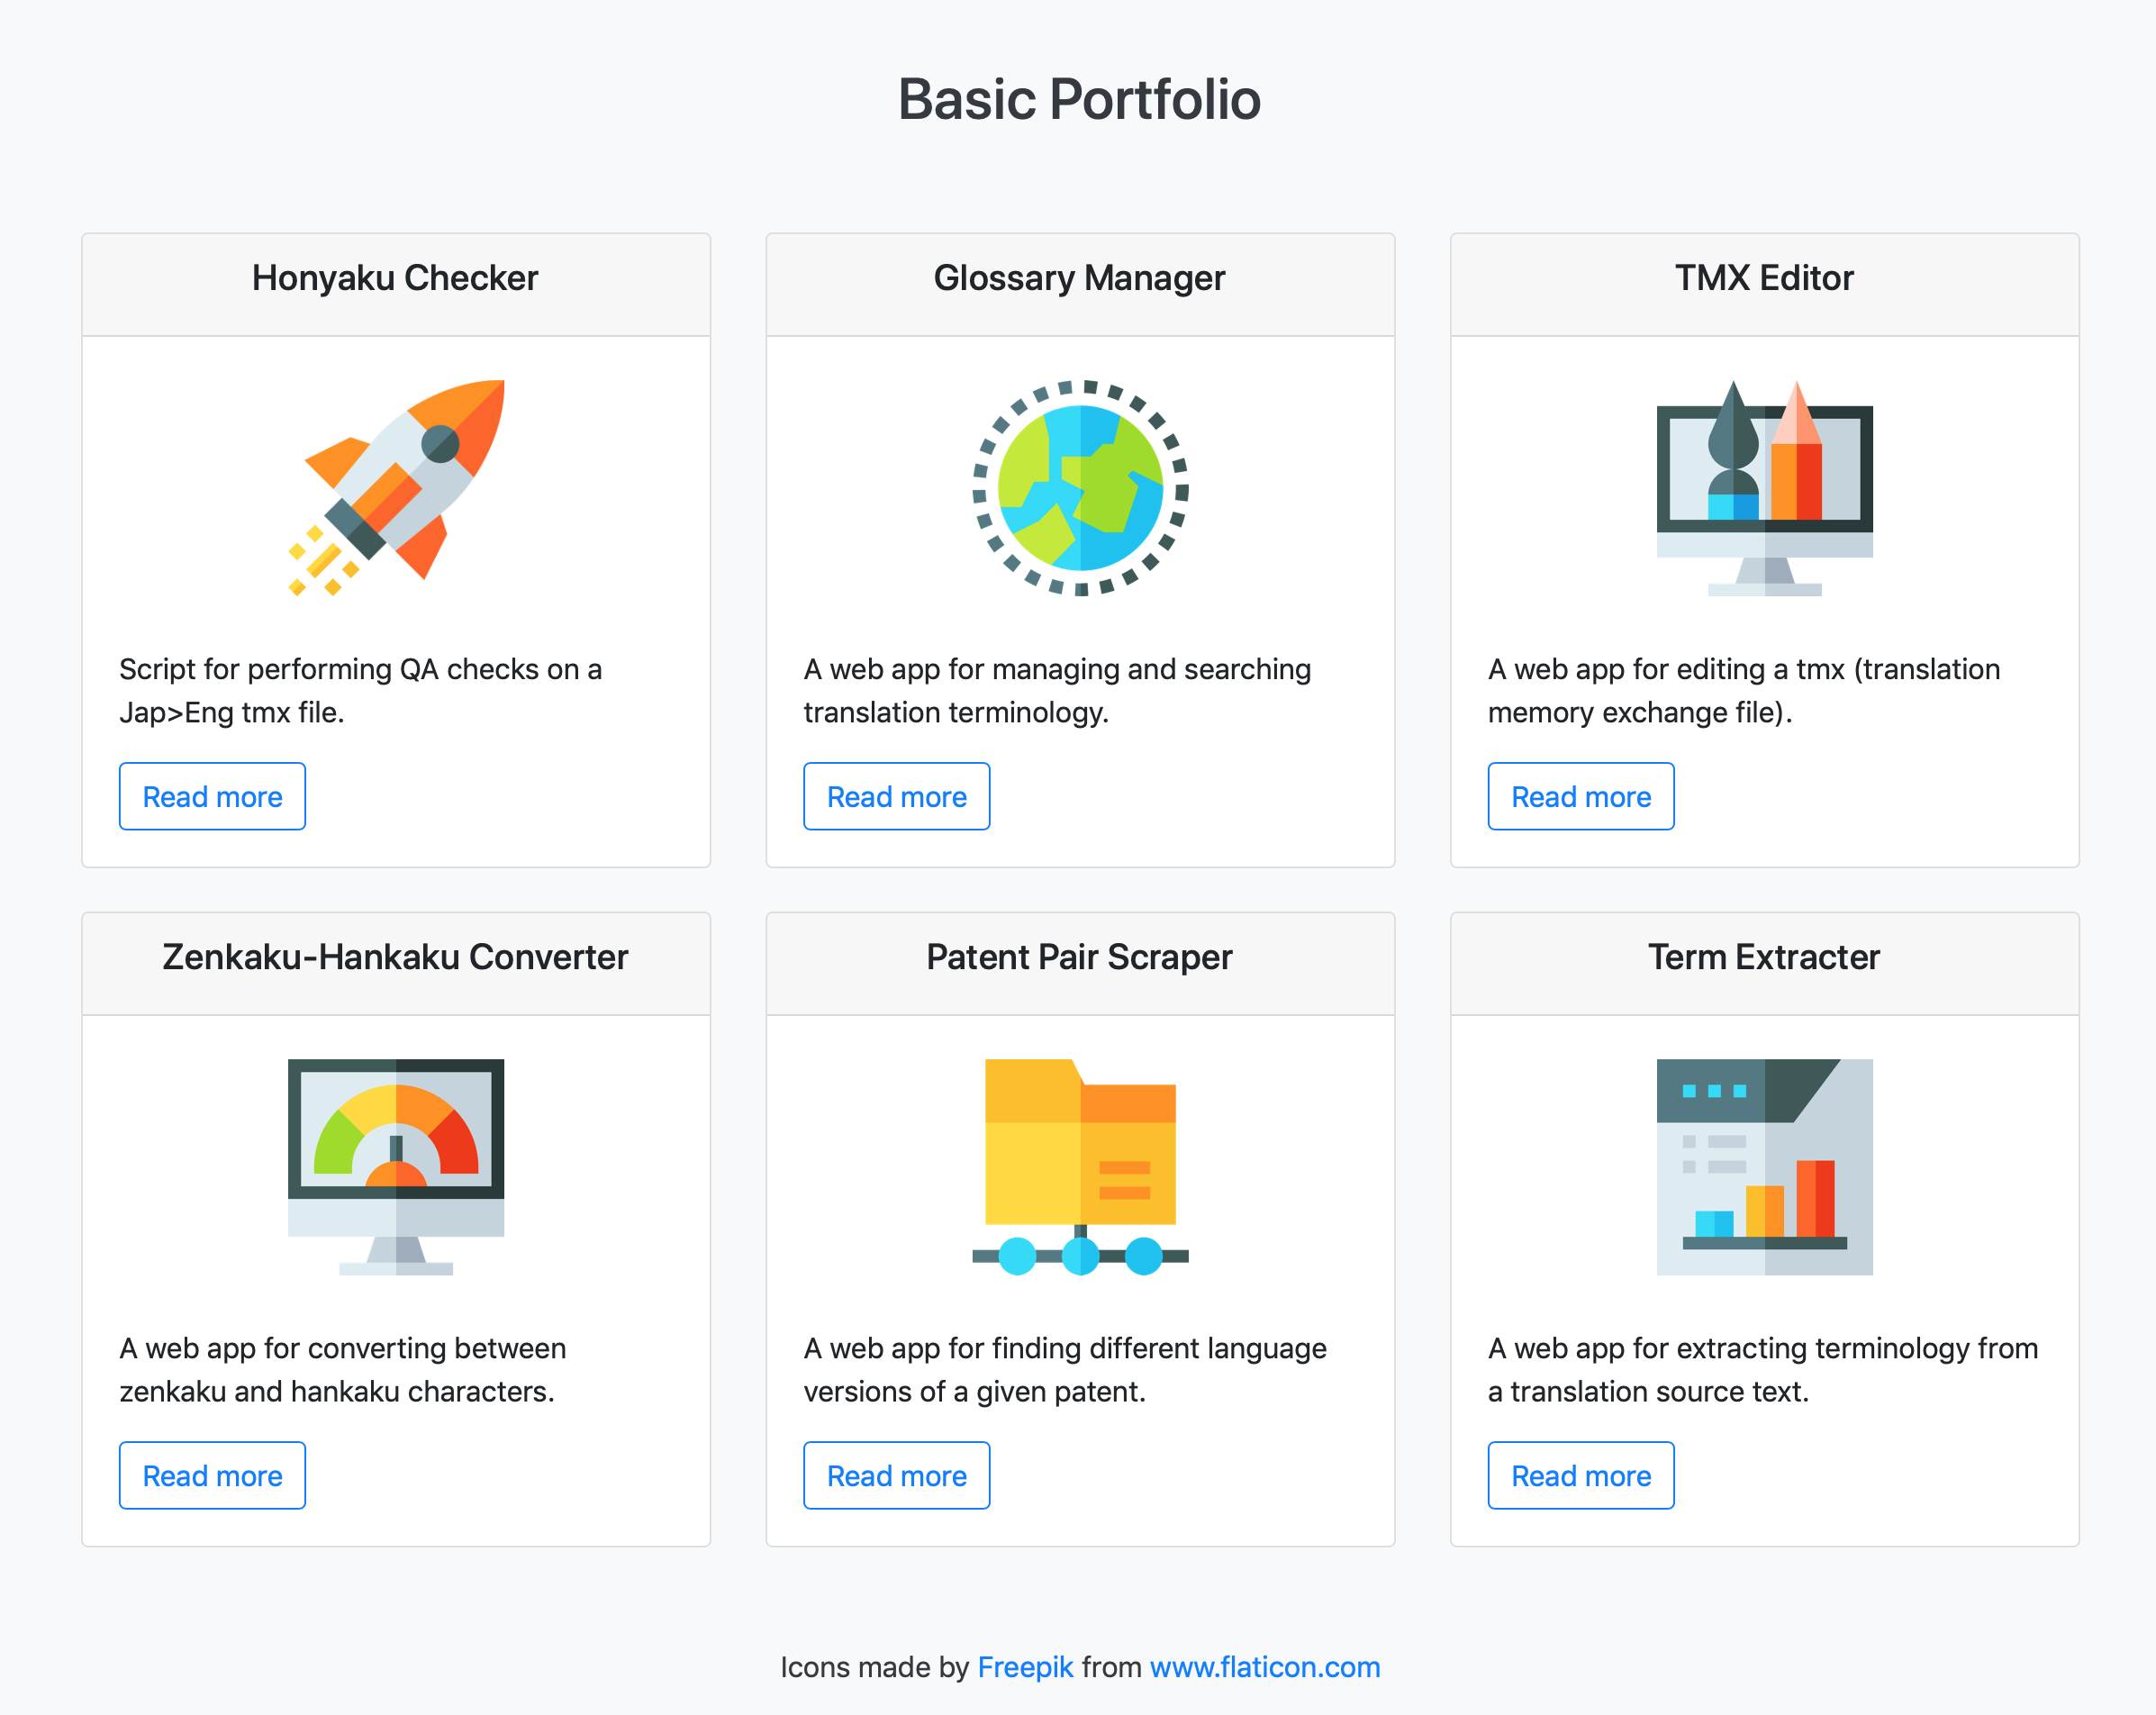 Basic Portfolio
Honyaku Checker
Script for performing QA checks on a
Jap>Eng tmx file.
Read more
Glossary Manager
A web app for managing and searching
translation terminology.
Read more
TMX Editor
A web app for editing a tmx (translation
memory exchange file).
Read more
Zenkaku-Hankaku Converter
A web app for converting between
zenkaku and hankaku characters.
Read more
Patent Pair Scraper
A web app for finding different language
versions of a given patent.
Read more
Term Extracter
A web app for extracting terminology from
a translation source text.
Read more
Icons made by Freepik from www.flaticon.com